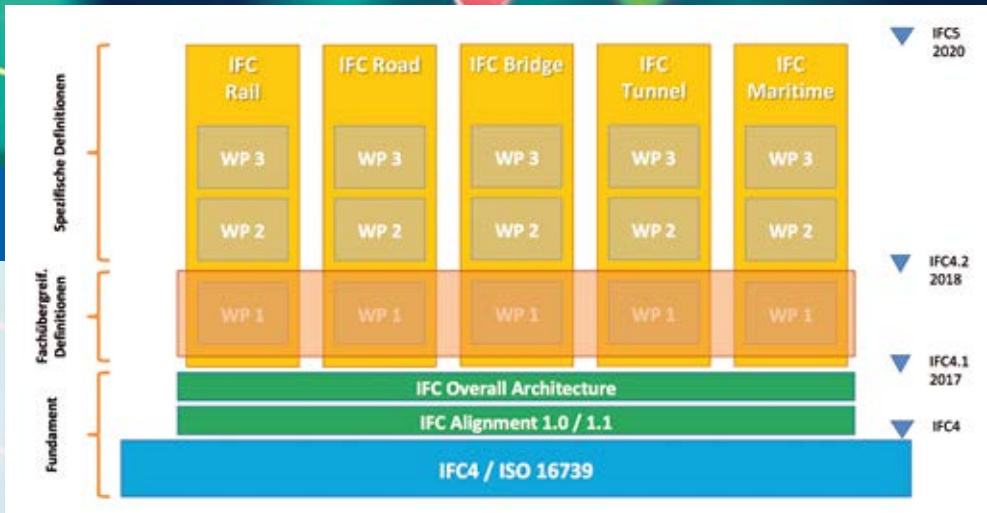 IFC5
2020
Spezifische Definitionen
IFC
Rail
IFC Road
IFC Bridge
IFC
Tunnel
IFC
Maritime
WP 3
WP 3
WP 3
WP 3
WP 3
WP 2
WP 2
WP 2
WP 2
WP 2
IFC4.2
2018
Fachübergreif.
Definitionen
WP 1
WP 1
WP 1
WP 1
WP 1
IFC4.1
2017
Fundament
IFC Overall Architecture
IFC Alignment 1.0 / 1.1
IFC4
IFC4 / ISO 16739